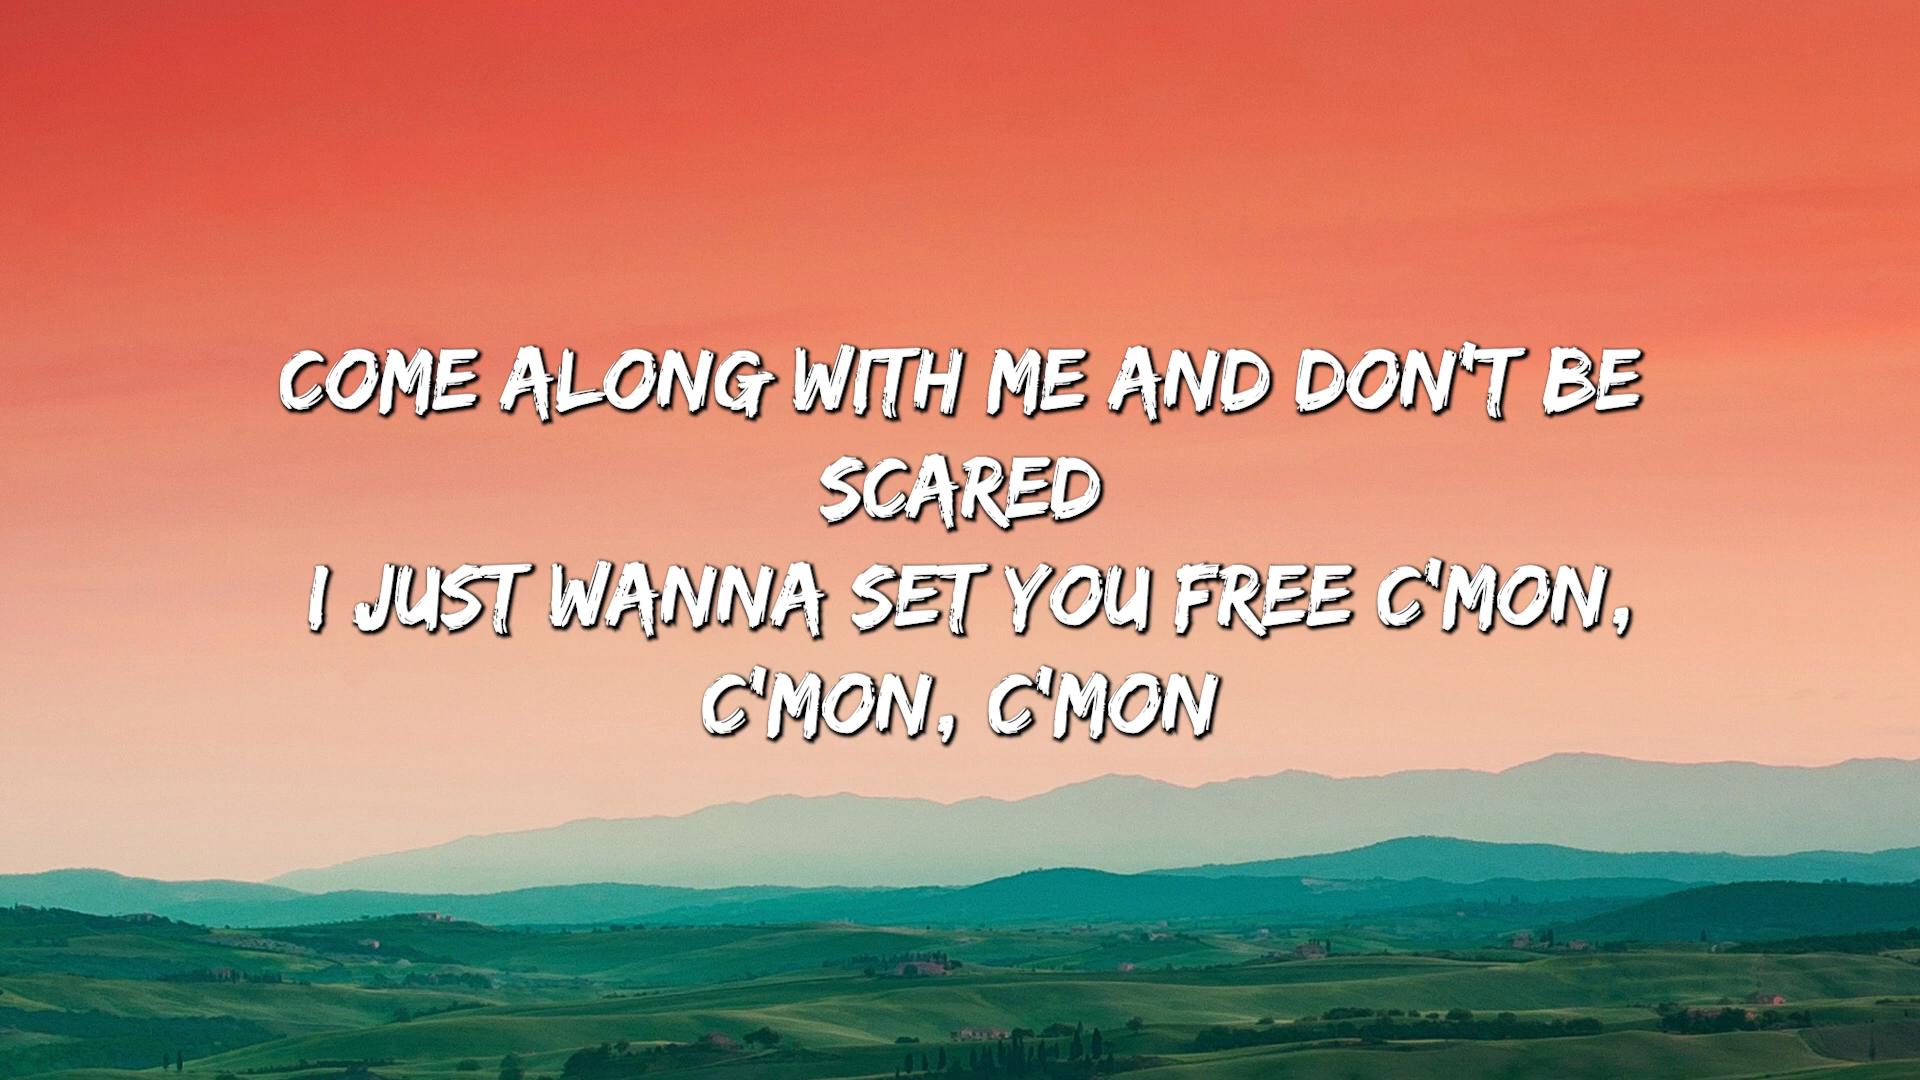 COME ALONG WITH ME AND DON'T BE
SCARED
I JUST WANNA SET YOU FREE C'MON,
C'MON, C'MON